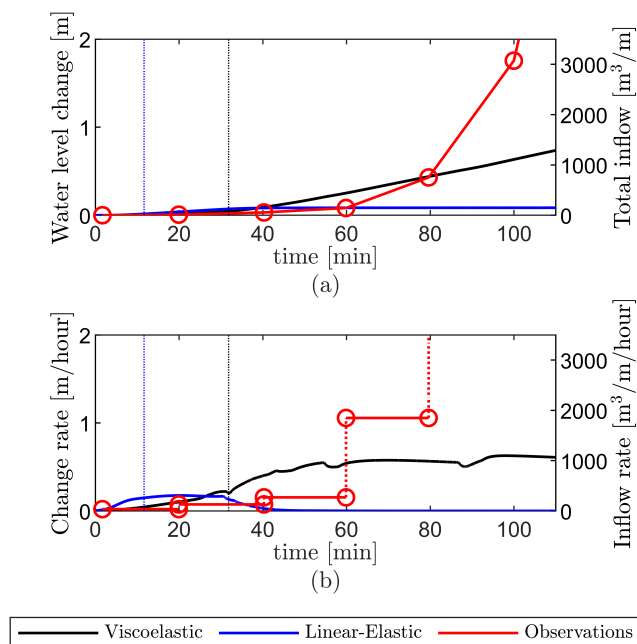 Water level change [m]
2
1
0
Total inflow [m³/m]
3000
2000
1000
0
0 20 40 60 80 100
time [min]
(a)
Change rate [m/hour]
2
1
0
Inflow rate [m³/m/hour]
3000
2000
1000
0
0 20 40 60 80 100
time [min]
(b)
Viscoelastic Linear-Elastic Observations